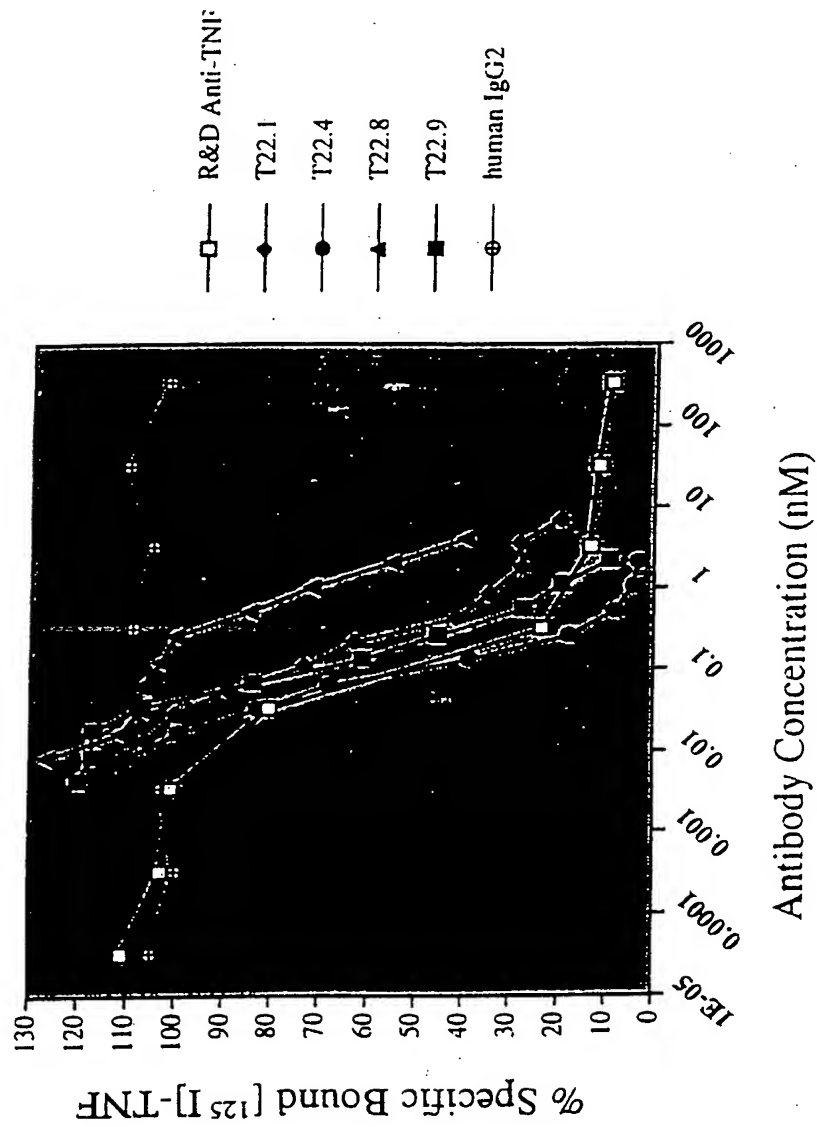 R&D Anti-TNF
T22.1
T22.4
T22.8
T22.9
human IgG2
130
120
110
100
90
80
70
60
50
40
30
20
10
0
% Specific Bound [¹²⁵I]-TNF
1E-05
0.0001
0.001
0.01
0.1
1
10
100
1000
Antibody Concentration (nM)